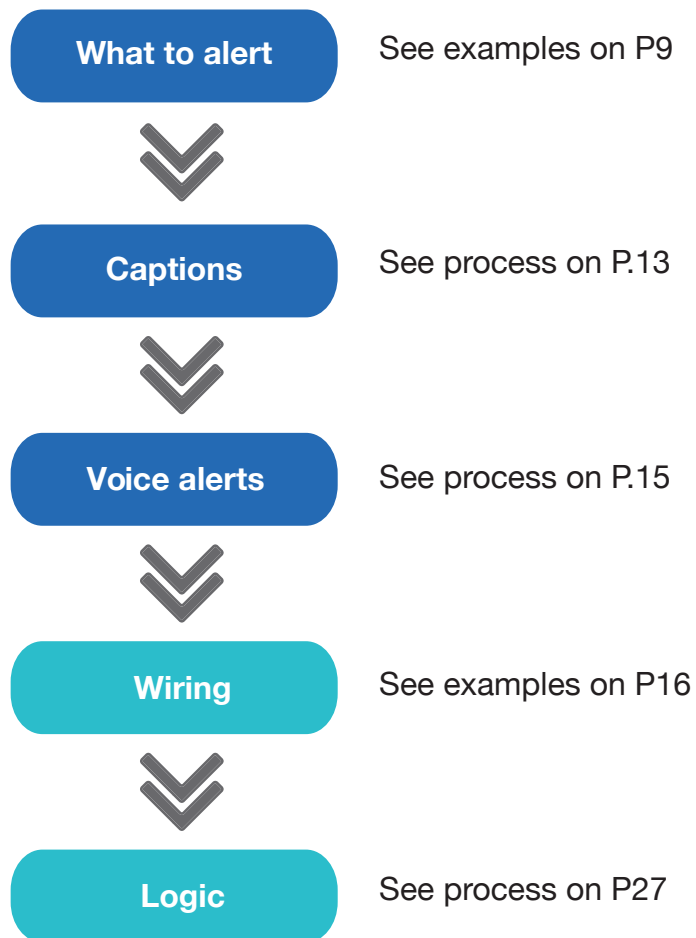 What to alert
See examples on P9
Captions
See process on P.13
Voice alerts
See process on P.15
Wiring
See examples on P16
Logic
See process on P27